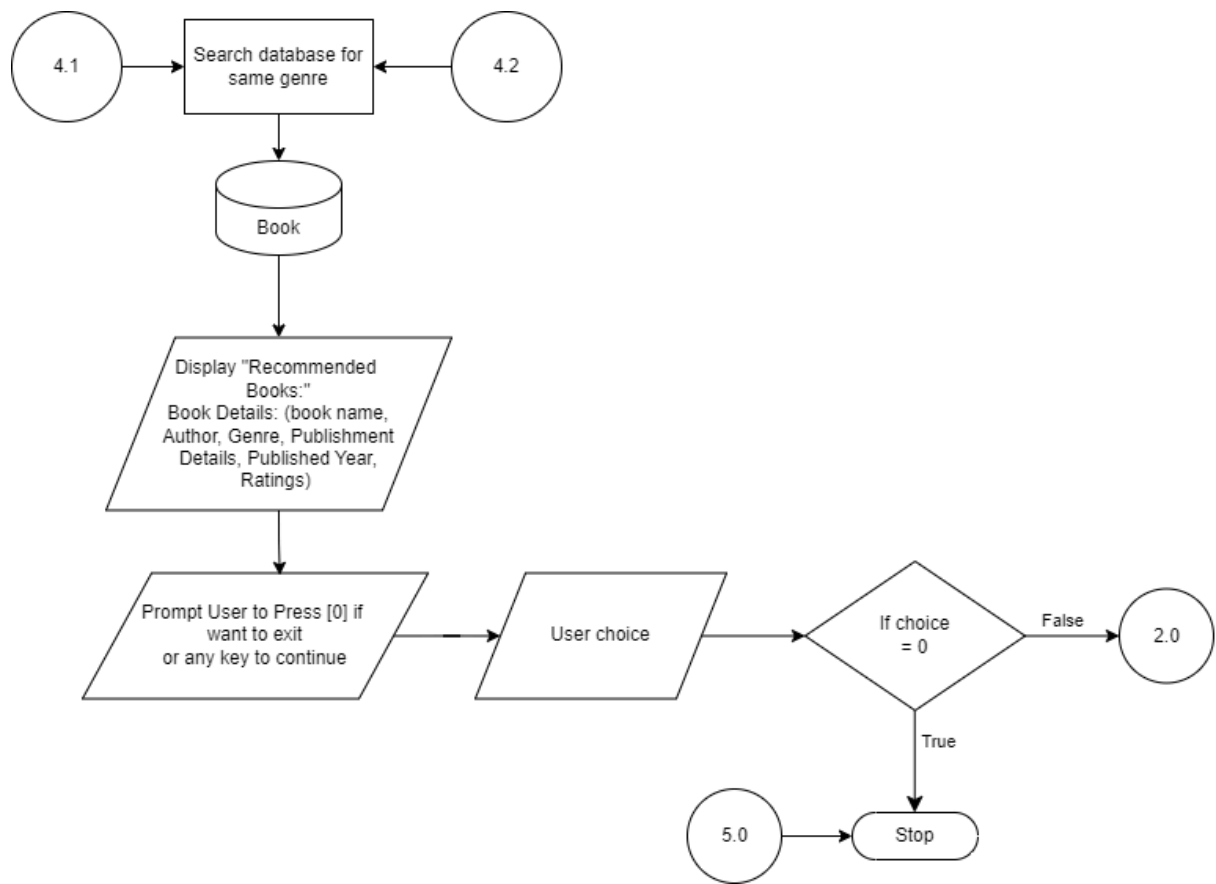 4.1
Search database for
same genre
4.2
Book
Display "Recommended
Books:"
Book Details: (book name,
Author, Genre, Publishment
Details, Published Year,
Ratings)
Prompt User to Press [0] if
want to exit
or any key to continue
User choice
If choice
= 0
False
2.0
True
5.0
Stop